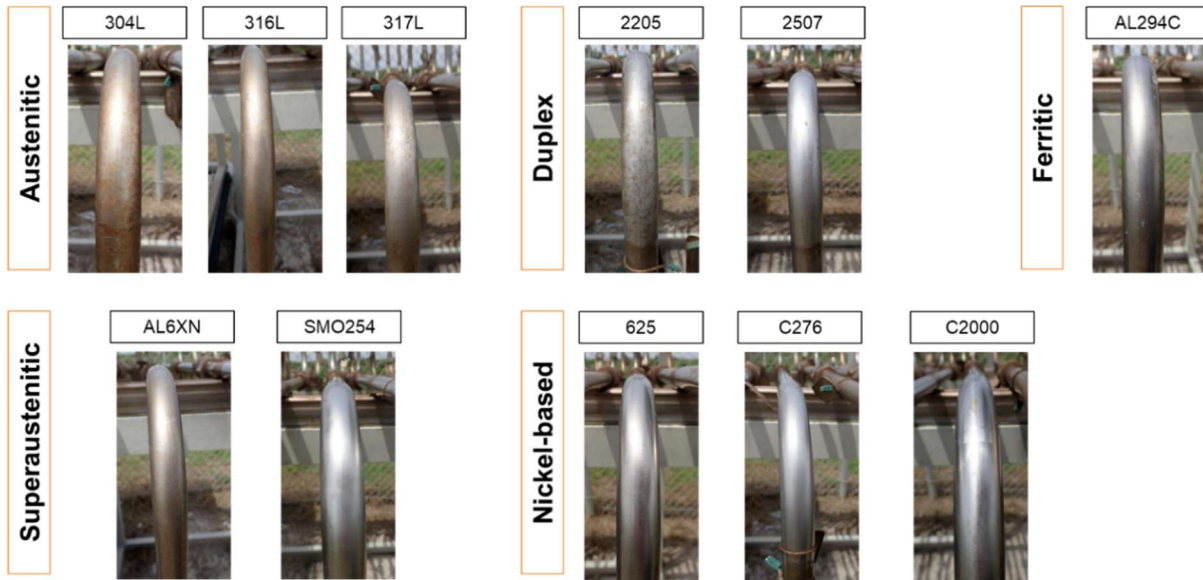 Austenitic
304L
316L
317L
Duplex
2205
2507
Ferritic
AL294C
Superaustenitic
AL6XN
SMO254
Nickel-based
625
C276
C2000